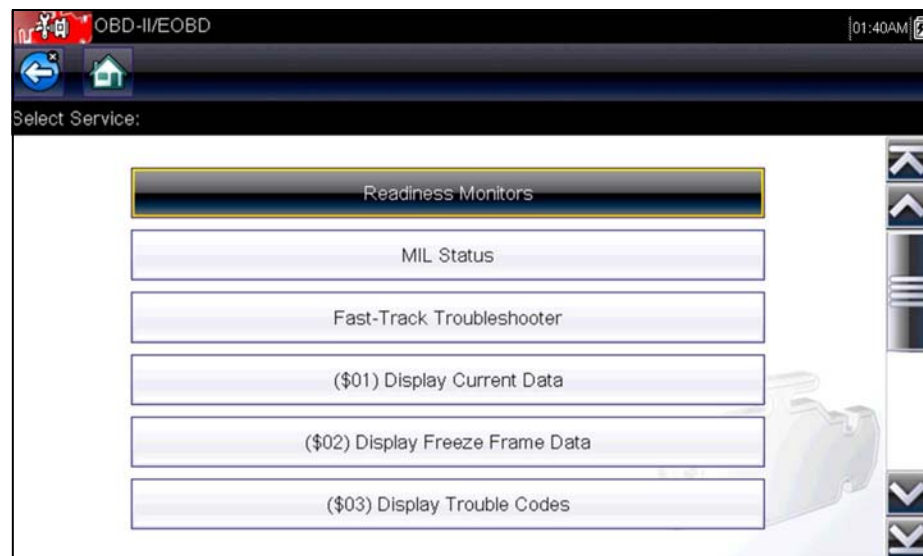 OBD-II/EOBD
01:40AM
Select Service:
Readiness Monitors
MIL Status
Fast-Track Troubleshooter
($01) Display Current Data
($02) Display Freeze Frame Data
($03) Display Trouble Codes